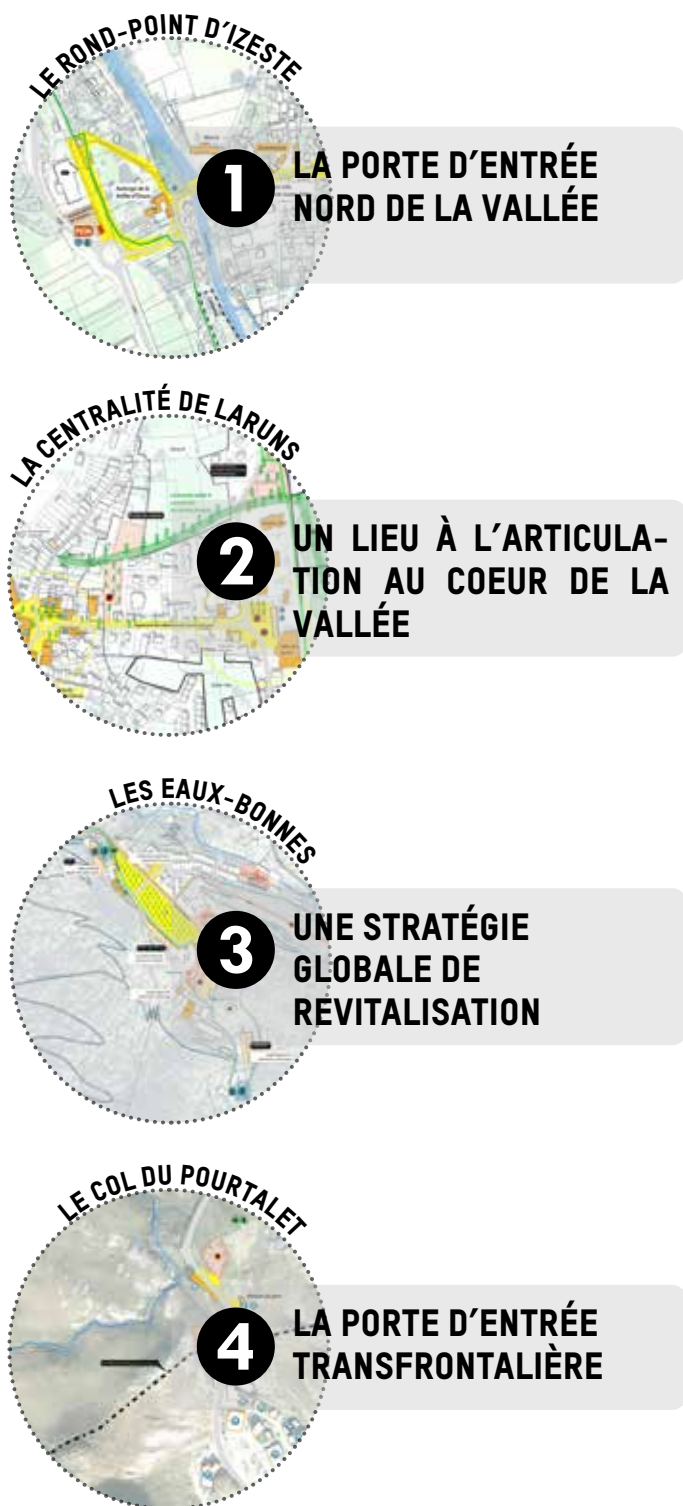 LE ROND-POINT D'IZESTE
1
LA PORTE D'ENTRÉE
NORD DE LA VALLÉE
LA CENTRALITÉ DE LARUNS
2
UN LIEU À L'ARTICULA-
TION AU COEUR DE LA
VALLÉE
LES EAUX-BONNES
3
UNE STRATÉGIE
GLOBALE DE
REVITALISATION
LE COL DU POURTALET
4
LA PORTE D'ENTRÉE
TRANSFRONTALIÈRE